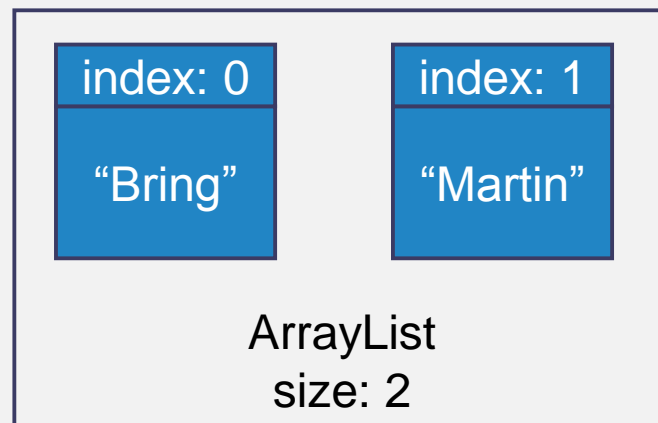 index: 0
index: 1
“Bring”
“Martin”
ArrayList
size: 2